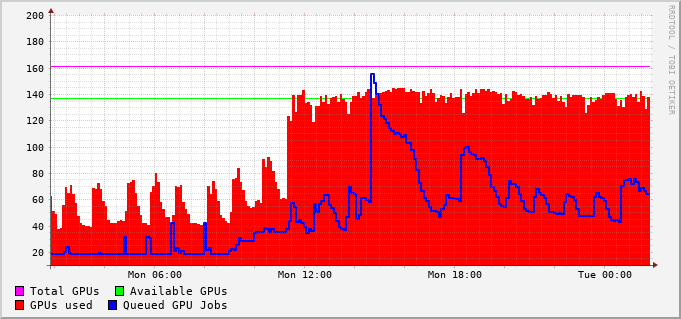 200
180
160
140
120
100
80
60
40
20
Mon 06:00 Mon 12:00 Mon 18:00 Tue 00:00
Total GPUs Available GPUs
GPUs used Queued GPU Jobs
RRDTOOL / TOBI OETIKER